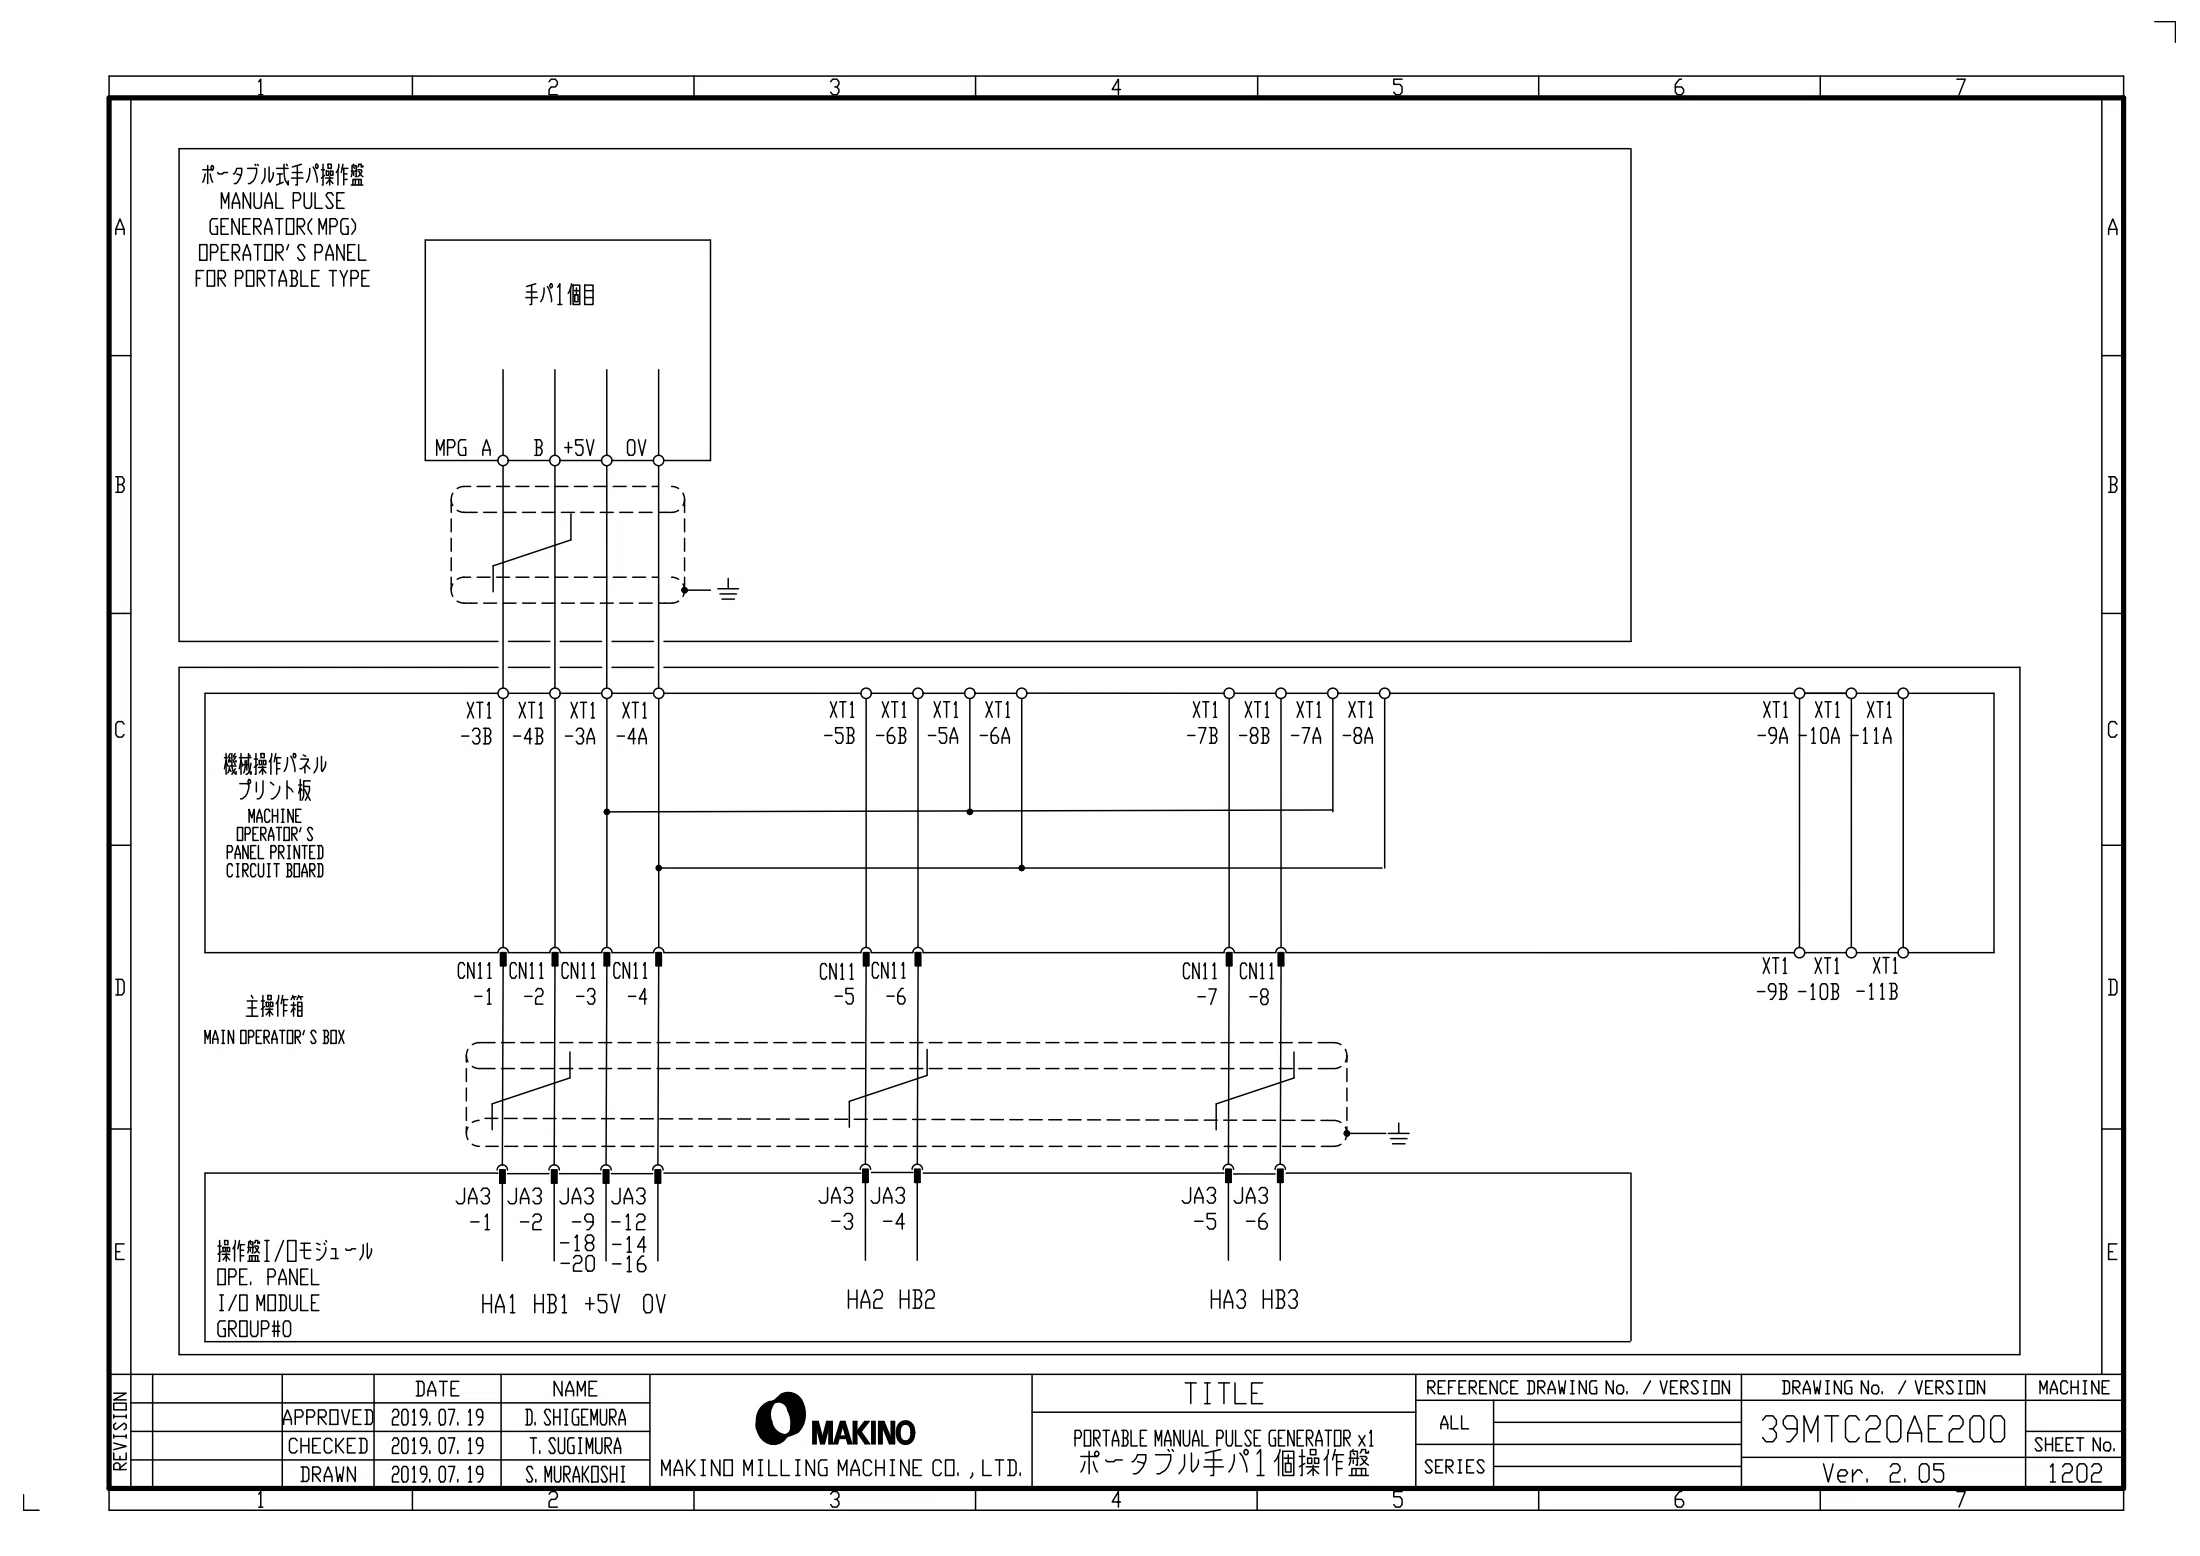 1 2 3 4 5 6 7
A A
B B
C C
D D
E E
ポータブル式手パ操作盤
MANUAL PULSE
GENERATOR(MPG)
OPERATOR'S PANEL
FOR PORTABLE TYPE
手パ1個目
MPG A B +5V 0V
XT1 XT1 XT1 XT1 XT1 XT1 XT1 XT1 XT1 XT1 XT1 XT1 XT1 XT1 XT1
-3B -4B -3A -4A -5B -6B -5A -6A -7B -8B -7A -8A -9A -10A -11A
機械操作パネル
プリント板
MACHINE
OPERATOR'S
PANEL PRINTED
CIRCUIT BOARD
CN11 CN11 CN11 CN11 CN11 CN11 CN11 CN11 XT1 XT1 XT1
-1 -2 -3 -4 -5 -6 -7 -8 -9B -10B -11B
主操作箱
MAIN OPERATOR'S BOX
JA3 JA3 JA3 JA3 JA3 JA3 JA3 JA3
-1 -2 -9 -12 -3 -4 -5 -6
-18 -14
-20 -16
操作盤I/Oモジュール
OPE. PANEL
I/O MODULE
GROUP#0
HA1 HB1 +5V 0V HA2 HB2 HA3 HB3
REVISION
DATE NAME
APPROVED 2019.07.19 D. SHIGEMURA
CHECKED 2019.07.19 T. SUGIMURA
DRAWN 2019.07.19 S. MURAKOSHI
MAKINO
MAKINO MILLING MACHINE CO.,LTD.
TITLE
PORTABLE MANUAL PULSE GENERATOR x1
ポータブル手パ1個操作盤
REFERENCE DRAWING No. / VERSION
ALL
SERIES
DRAWING No. / VERSION
39MTC20AE200
Ver. 2.05
MACHINE
SHEET No.
1202
1 2 3 4 5 6 7